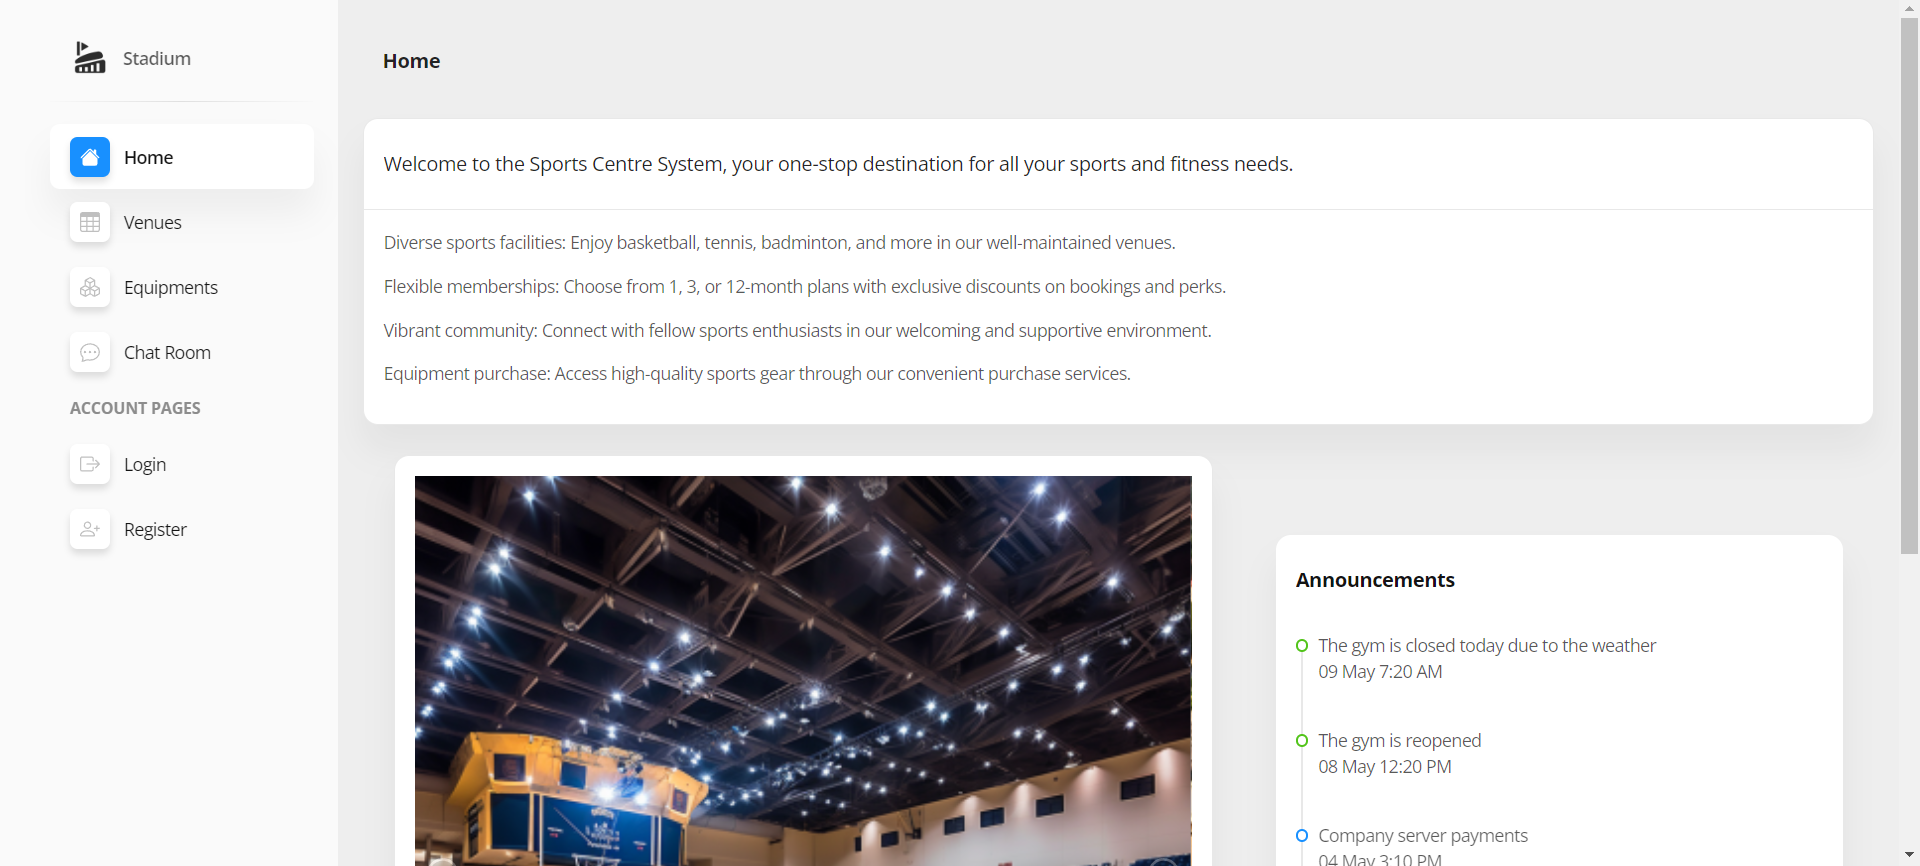 Stadium
Home
Venues
Equipments
Chat Room
ACCOUNT PAGES
Login
Register
Home
Welcome to the Sports Centre System, your one-stop destination for all your sports and fitness needs.
Diverse sports facilities: Enjoy basketball, tennis, badminton, and more in our well-maintained venues.
Flexible memberships: Choose from 1, 3, or 12-month plans with exclusive discounts on bookings and perks.
Vibrant community: Connect with fellow sports enthusiasts in our welcoming and supportive environment.
Equipment purchase: Access high-quality sports gear through our convenient purchase services.
Announcements
The gym is closed today due to the weather
09 May 7:20 AM
The gym is reopened
08 May 12:20 PM
Company server payments
04 May 3:10 PM